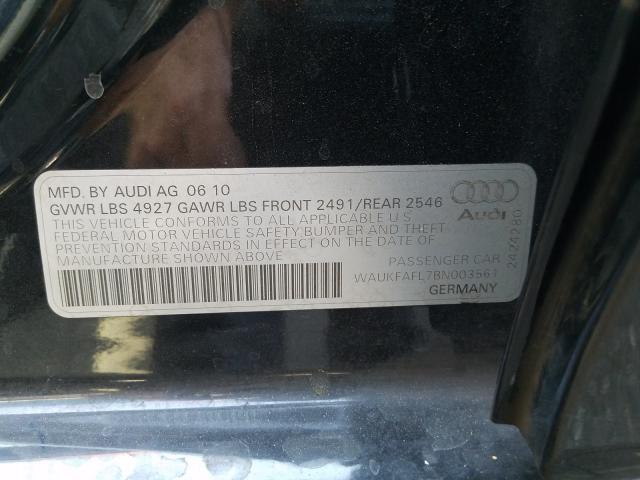 MFD. BY AUDI AG 06 10
GVWR LBS 4927 GAWR LBS FRONT 2491/REAR 2546
THIS VEHICLE CONFORMS TO ALL APPLICABLE U.S
FEDERAL MOTOR VEHICLE SAFETY, BUMPER AND THEFT
PREVENTION STANDARDS IN EFFECT ON THE DATE OF
MANUFACTURE SHOWN ABOVE
PASSENGER CAR
WAUKFAFL7BN003561
GERMANY
Audi
2424280